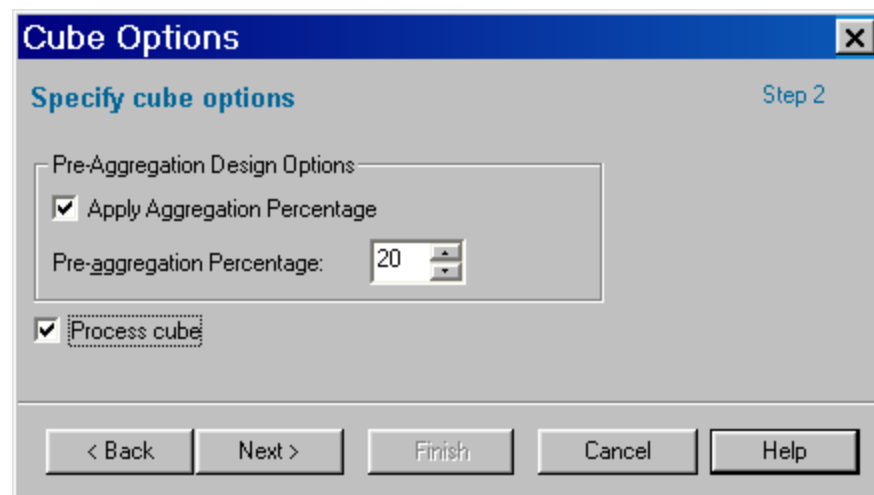 Cube Options
Specify cube options
Step 2
Pre-Aggregation Design Options
Apply Aggregation Percentage
Pre-aggregation Percentage:
20
Process cube
< Back
Next >
Finish
Cancel
Help